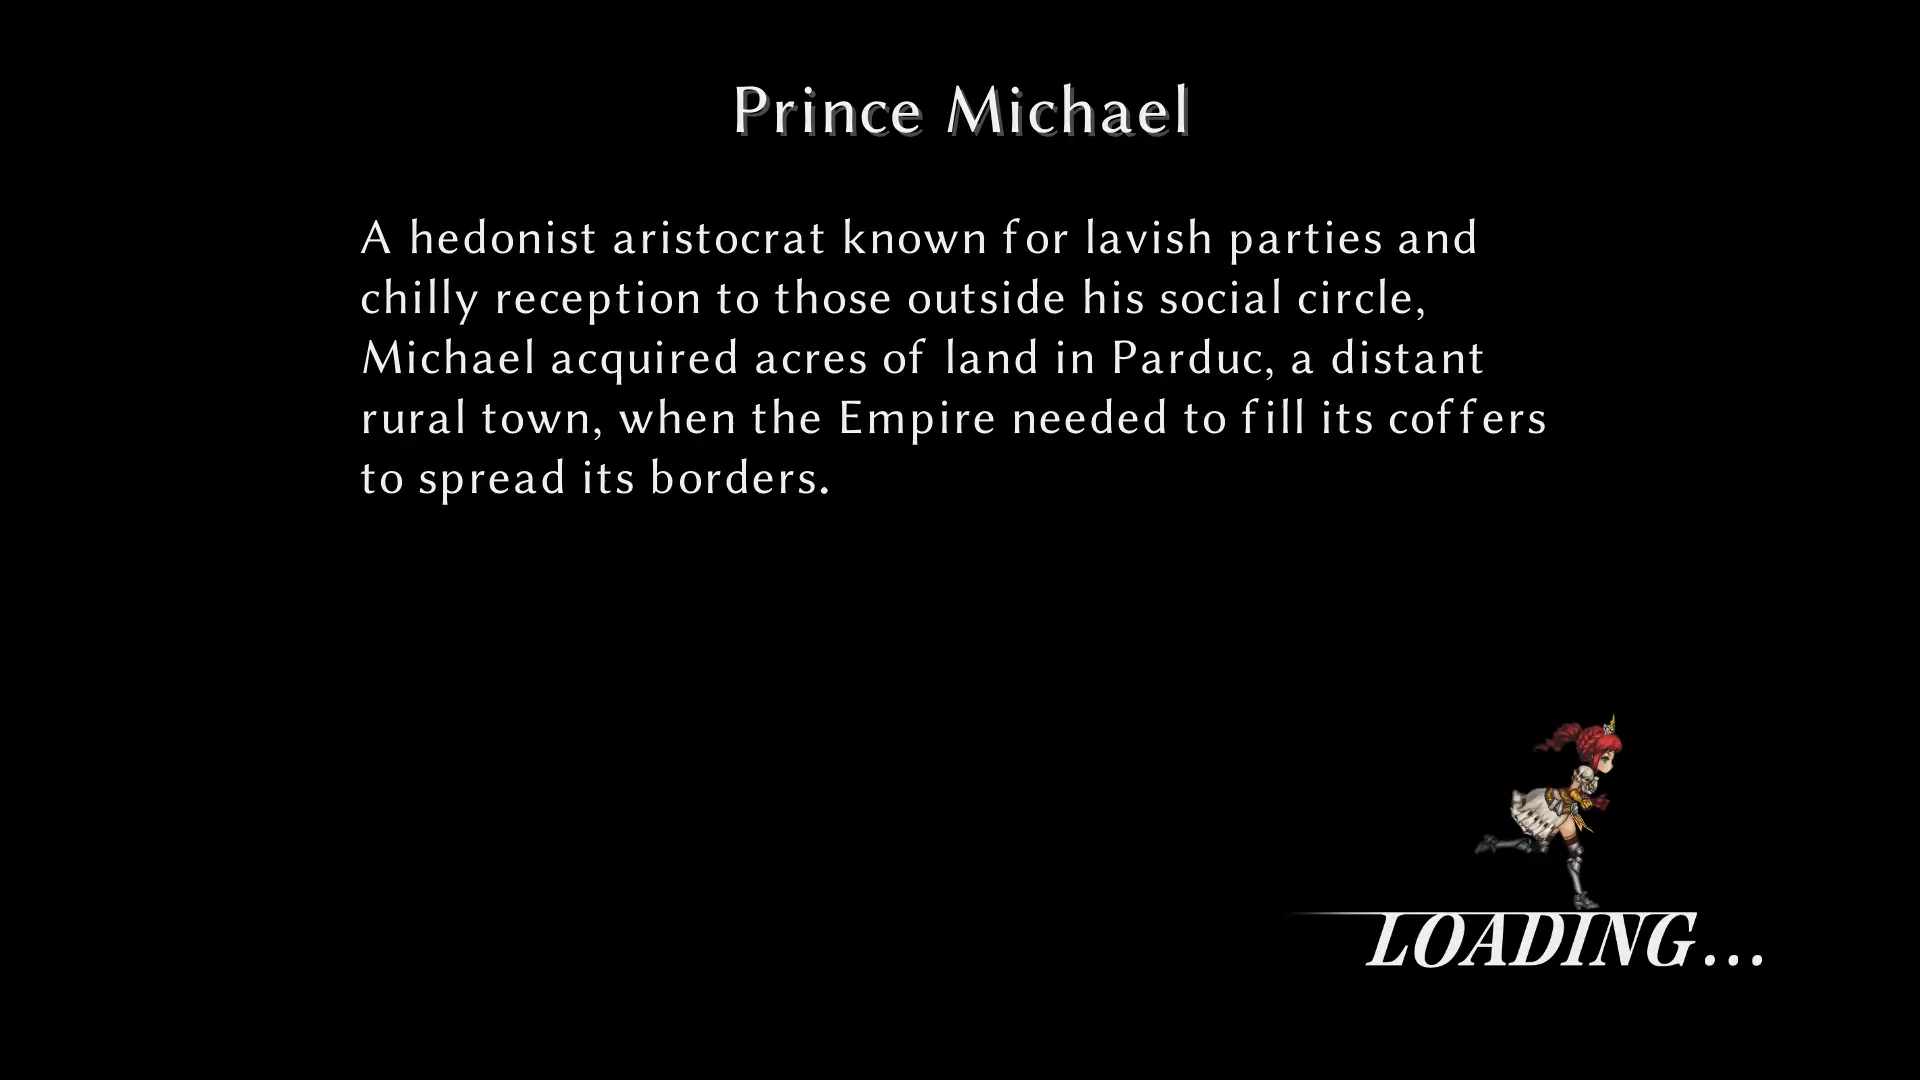 Prince Michael
A hedonist aristocrat known for lavish parties and
chilly reception to those outside his social circle,
Michael acquired acres of land in Parduc, a distant
rural town, when the Empire needed to fill its coffers
to spread its borders.
LOADING...